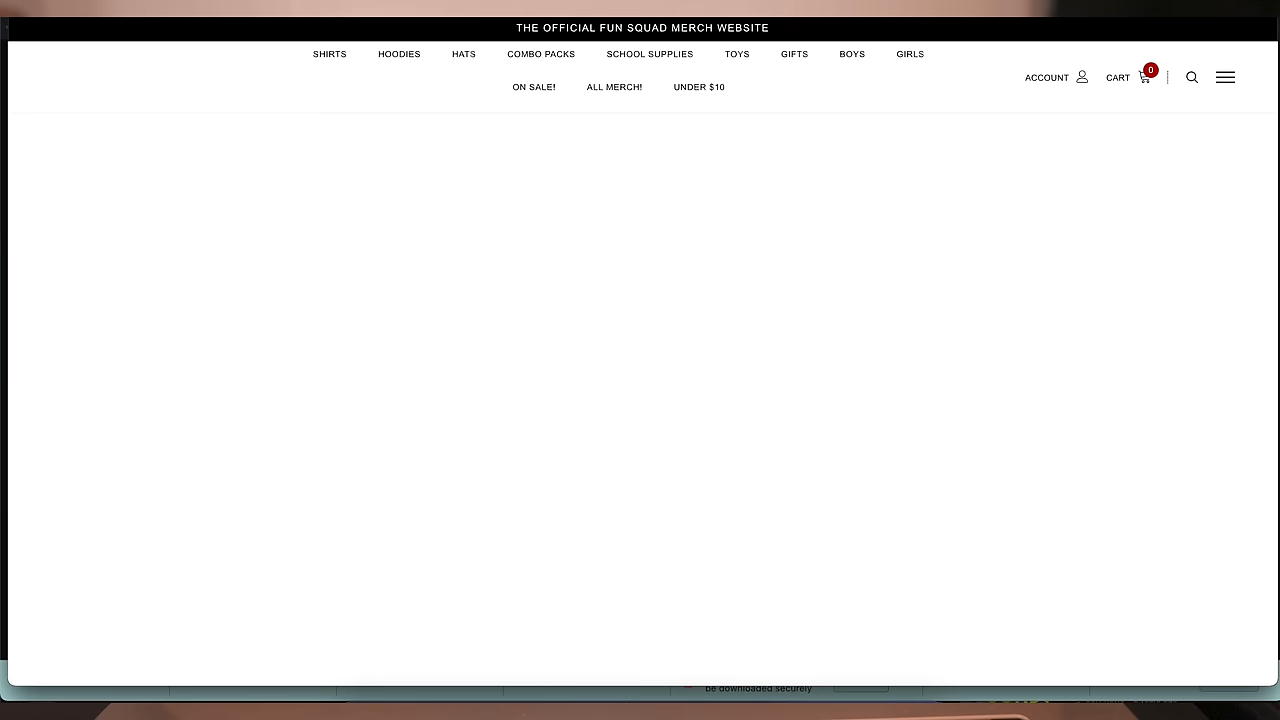 THE OFFICIAL FUN SQUAD MERCH WEBSITE
SHIRTS HOODIES HATS COMBO PACKS SCHOOL SUPPLIES TOYS GIFTS BOYS GIRLS
ON SALE! ALL MERCH! UNDER $10
ACCOUNT CART 0
be downloaded securely